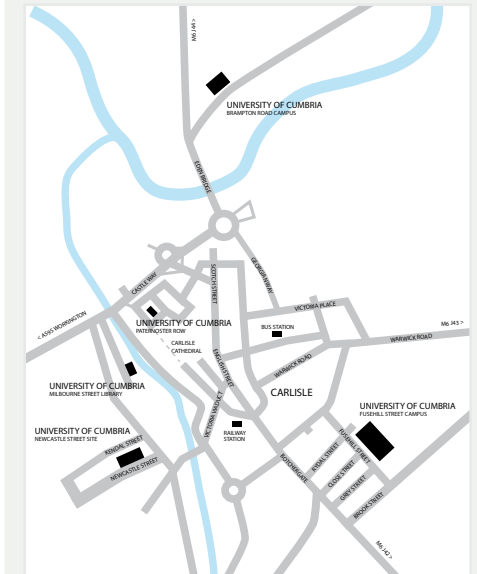 M6 J44 >
UNIVERSITY OF CUMBRIA
BRAMPTON ROAD CAMPUS
EDEN BRIDGE
GEORGIAN WAY
SCOTCH STREET
CASTLE WAY
VICTORIA PLACE
< A595 WORKINGTON
UNIVERSITY OF CUMBRIA
PATERNOSTER ROW
BUS STATION
M6 J43 >
WARWICK ROAD
CARLISLE
CATHEDRAL
ENGLISH STREET
WARWICK ROAD
UNIVERSITY OF CUMBRIA
MILBOURNE STREET LIBRARY
CARLISLE
VICTORIA VIADUCT
UNIVERSITY OF CUMBRIA
FUSEHILL STREET CAMPUS
UNIVERSITY OF CUMBRIA
NEWCASTLE STREET SITE
RAILWAY
STATION
KENDAL STREET
NEWCASTLE STREET
BOTCHERGATE
FUSEHILL STREET
RYDAL STREET
CLOSE STREET
GREY STREET
BROOK STREET
M6 J42 >